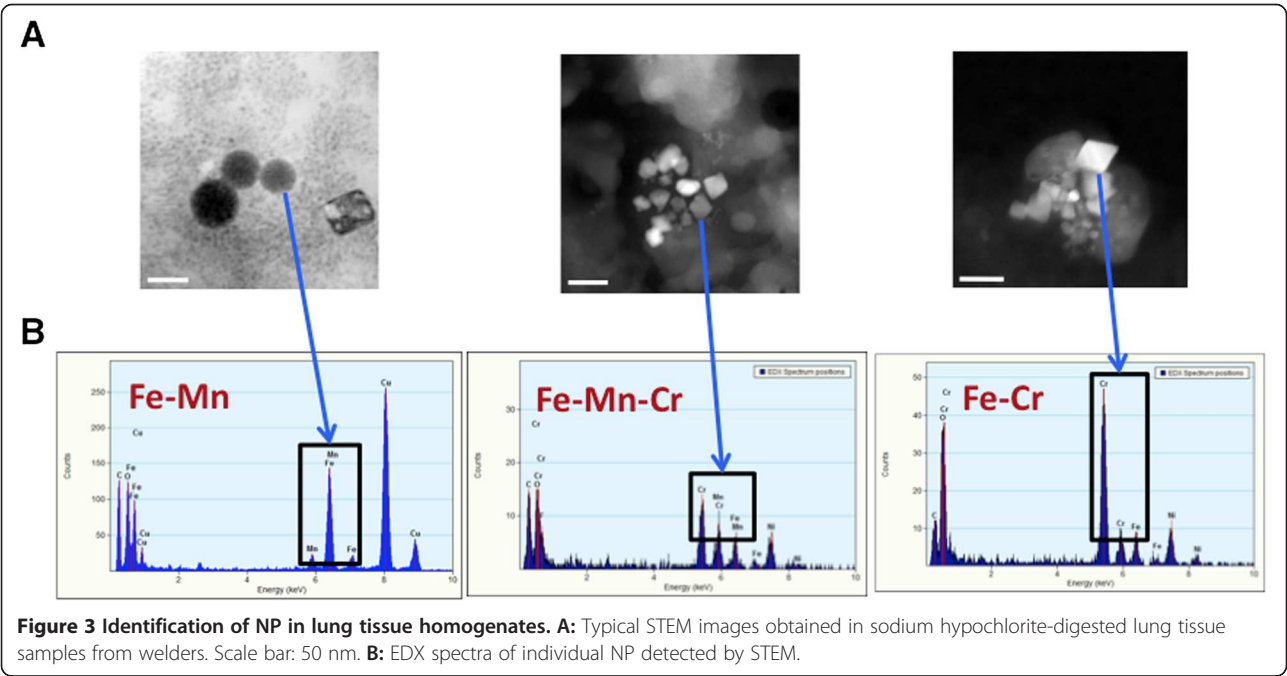 A
B
Fe-Mn
Counts
250
200
150
100
50
C
O
Fe
Fe
Fe
Cu
Cu
Cu
Mn
Mn
Fe
Fe
Cu
Cu
2 4 6 8 10
Energy (keV)
Fe-Mn-Cr
EDX Spectrum positions
Counts
30
20
10
Cr
Cr
Cr
O
C
Cr
Mn
Cr
Fe
Mn
Fe
Ni
Ni
2 4 6 8 10
Energy (keV)
Fe-Cr
EDX Spectrum positions
Counts
50
40
30
20
10
Cr
Cr
O
C
Cr
Cr
Fe
Fe
Ni
Ni
2 4 6 8 10
Energy (keV)
Figure 3 Identification of NP in lung tissue homogenates. A: Typical STEM images obtained in sodium hypochlorite-digested lung tissue
samples from welders. Scale bar: 50 nm. B: EDX spectra of individual NP detected by STEM.